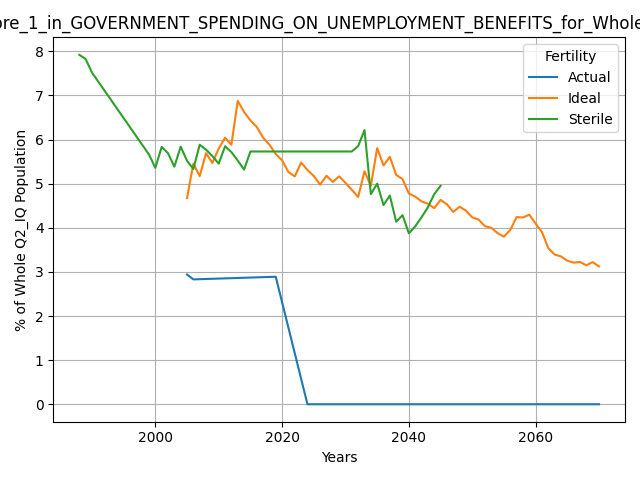 ore_1_in_GOVERNMENT_SPENDING_ON_UNEMPLOYMENT_BENEFITS_for_Whole
Fertility
Actual
Ideal
Sterile
% of Whole Q2_IQ Population
8
7
6
5
4
3
2
1
0
2000 2020 2040 2060
Years